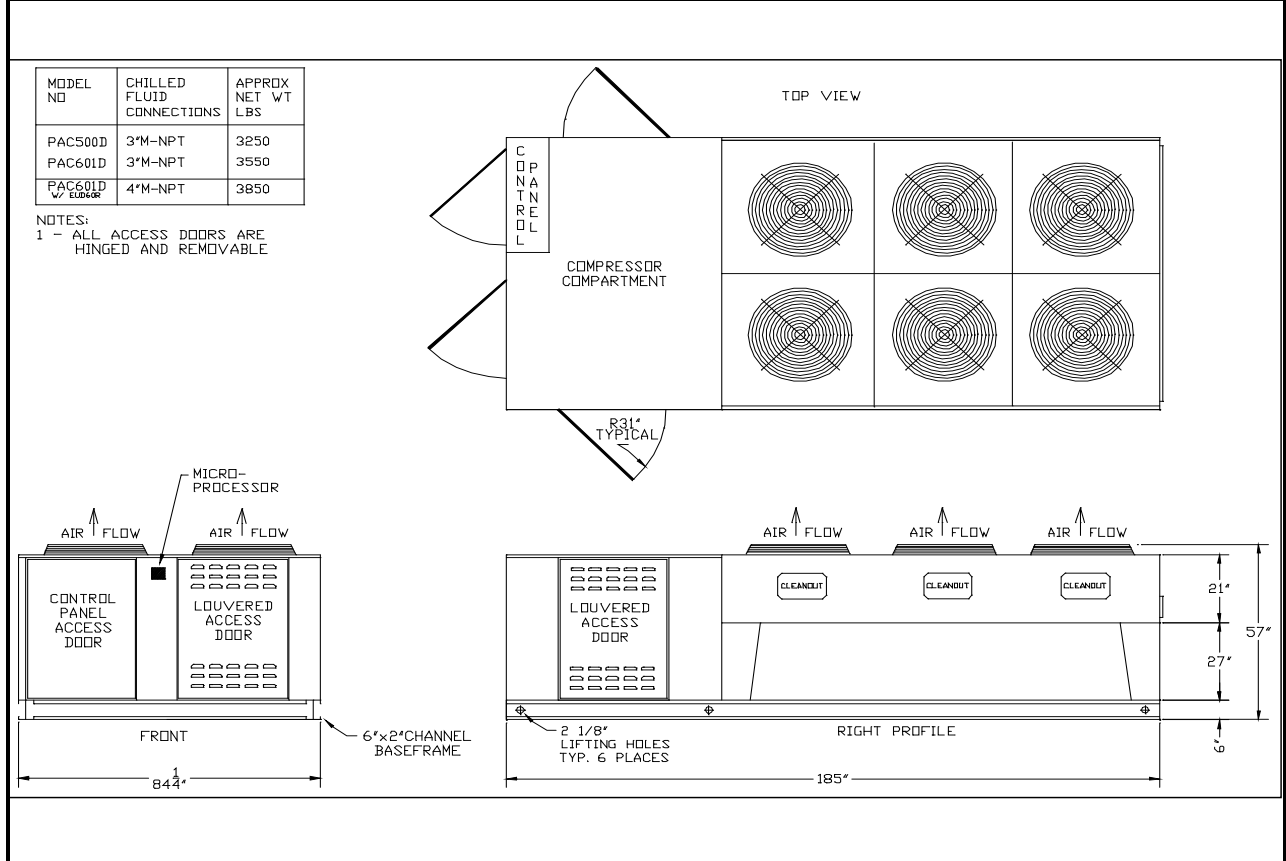 MODEL NO
CHILLED FLUID CONNECTIONS
APPROX NET WT LBS
PAC500D 3"M-NPT 3250
PAC601D 3"M-NPT 3550
PAC601D W/ EUD60R 4"M-NPT 3850
NOTES:
1 - ALL ACCESS DOORS ARE
HINGED AND REMOVABLE
TOP VIEW
CONTROL
PANEL
COMPRESSOR
COMPARTMENT
R31"
TYPICAL
MICRO-
PROCESSOR
AIR FLOW
AIR FLOW
CONTROL
PANEL
ACCESS
DOOR
LOUVERED
ACCESS
DOOR
FRONT
6"x2"CHANNEL
BASEFRAME
1
844"
AIR FLOW
AIR FLOW
AIR FLOW
CLEANOUT
CLEANOUT
CLEANOUT
LOUVERED
ACCESS
DOOR
21"
57"
27"
6"
2 1/8"
LIFTING HOLES
TYP. 6 PLACES
RIGHT PROFILE
185"